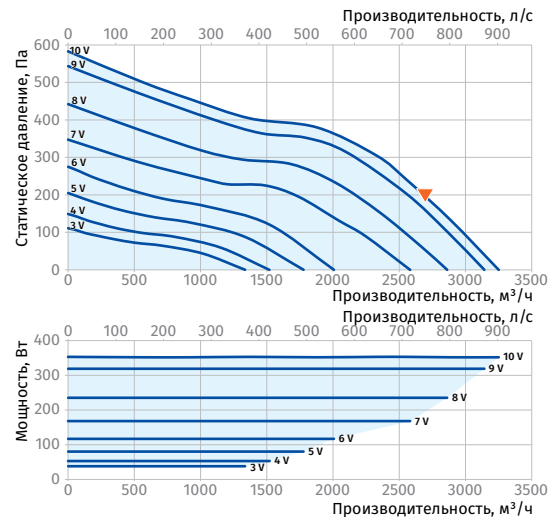 Производительность, л/с
0 100 200 300 400 500 600 700 800 900
Статическое давление, Па
600
500
400
300
200
100
0
10 V
9 V
8 V
7 V
6 V
5 V
4 V
3 V
0 500 1000 1500 2000 2500 3000 3500
Производительность, м³/ч
Производительность, л/с
0 100 200 300 400 500 600 700 800 900
Мощность, Вт
400
300
200
100
0
10 V
9 V
8 V
7 V
6 V
5 V
4 V
3 V
0 500 1000 1500 2000 2500 3000 3500
Производительность, м³/ч